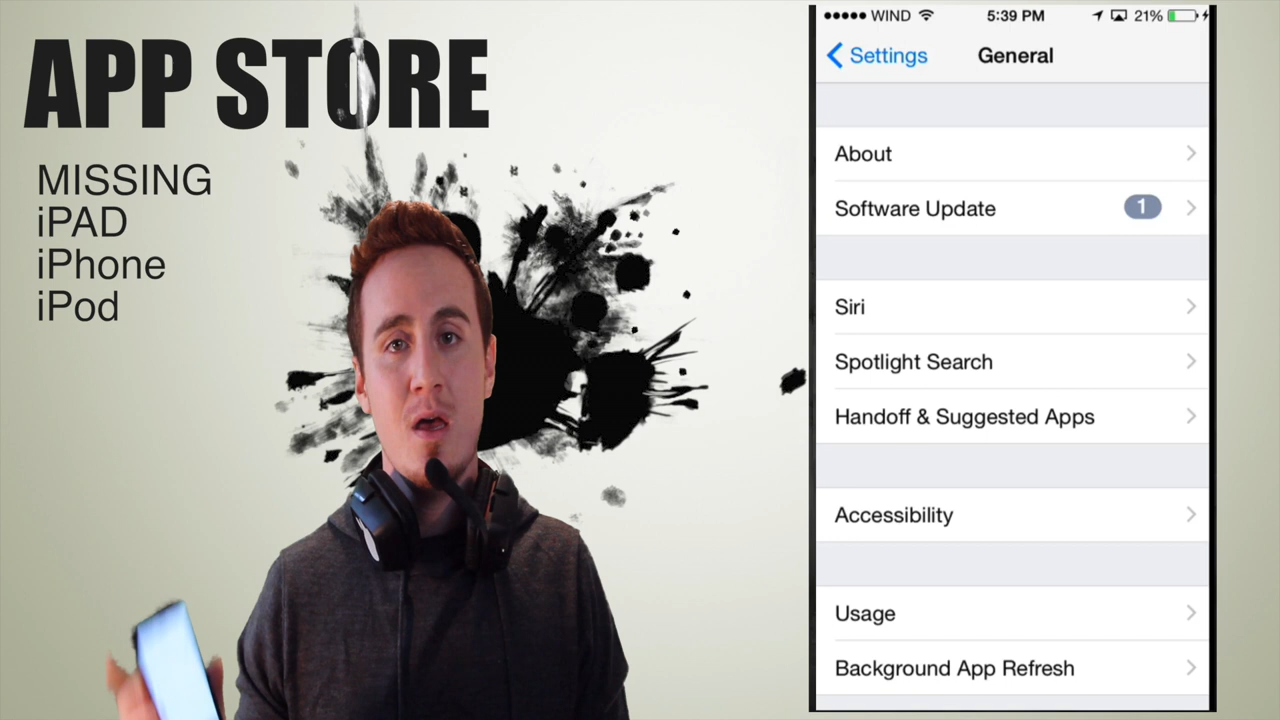 APP STORE
MISSING
iPAD
iPhone
iPod
WIND 5:39 PM 21%
Settings General
About
Software Update 1
Siri
Spotlight Search
Handoff & Suggested Apps
Accessibility
Usage
Background App Refresh